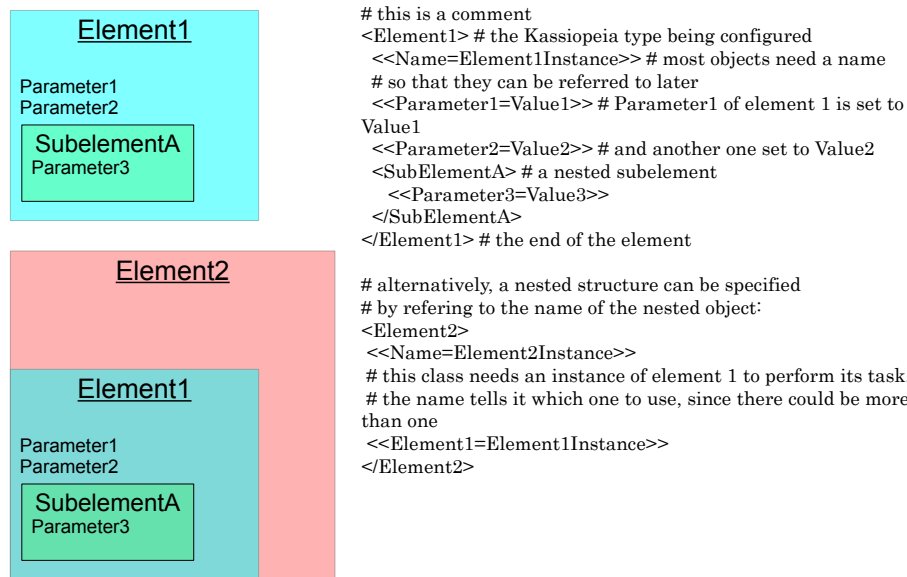 Element1
Parameter1
Parameter2
SubelementA
Parameter3
Element2
Element1
Parameter1
Parameter2
SubelementA
Parameter3
# this is a comment
<Element1> # the Kassiopeia type being configured
<<Name=Element1Instance>> # most objects need a name
# so that they can be referred to later
<<Parameter1=Value1>> # Parameter1 of element 1 is set to
Value1
<<Parameter2=Value2>> # and another one set to Value2
<SubElementA> # a nested subelement
<<Parameter3=Value3>>
</SubElementA>
</Element1> # the end of the element
# alternatively, a nested structure can be specified
# by refering to the name of the nested object:
<Element2>
<<Name=Element2Instance>>
# this class needs an instance of element 1 to perform its task
# the name tells it which one to use, since there could be more
than one
<<Element1=Element1Instance>>
</Element2>